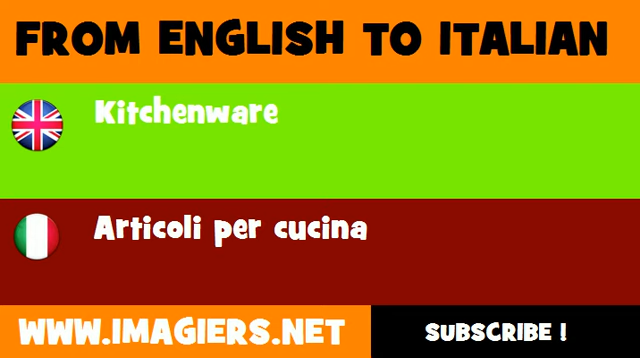 FROM ENGLISH TO ITALIAN
Kitchenware
Articoli per cucina
WWW.IMAGIERS.NET
SUBSCRIBE !